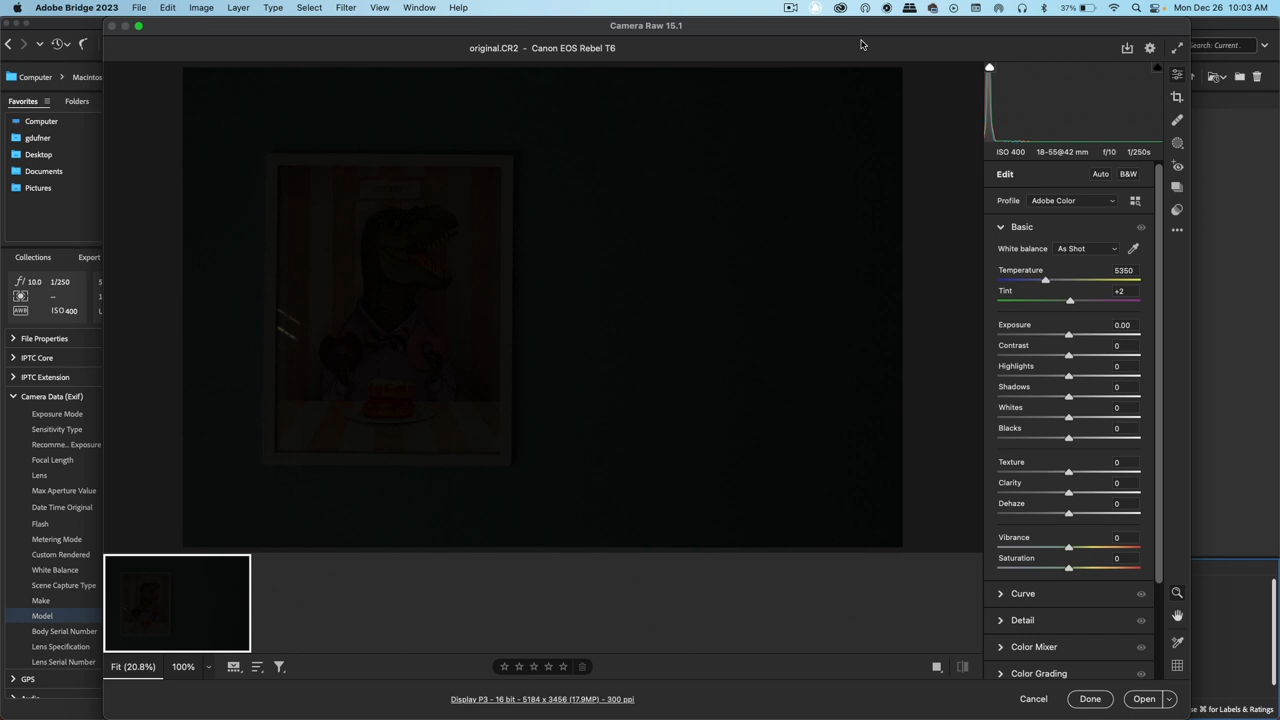 Adobe Bridge 2023 File Edit Image Layer Type Select Filter View Window Help 37% Mon Dec 26 10:03 AM
Camera Raw 15.1
original.CR2 - Canon EOS Rebel T6
Search: Current
Computer Macintos
Favorites Folders
Computer
gdufner
Desktop
Documents
Pictures
Collections Export
f/ 10.0 1/250
AWB ISO400
File Properties
IPTC Core
IPTC Extension
Camera Data (Exif)
Exposure Mode
Sensitivity Type
Recomme... Exposure
Focal Length
Lens
Max Aperture Value
Date Time Original
Flash
Metering Mode
Custom Rendered
White Balance
Scene Capture Type
Make
Model
Body Serial Number
Lens Specification
Lens Serial Number
GPS
Audio
ISO 400 18-55@42 mm f/10 1/250s
Edit Auto B&W
Profile Adobe Color
Basic
White balance As Shot
Temperature 5350
Tint +2
Exposure 0.00
Contrast 0
Highlights 0
Shadows 0
Whites 0
Blacks 0
Texture 0
Clarity 0
Dehaze 0
Vibrance 0
Saturation 0
Curve
Detail
Color Mixer
Color Grading
Fit (20.8%) 100%
Display P3 - 16 bit - 5184 x 3456 (17.9MP) - 300 ppi
Cancel Done Open
se ⌘ for Labels & Ratings